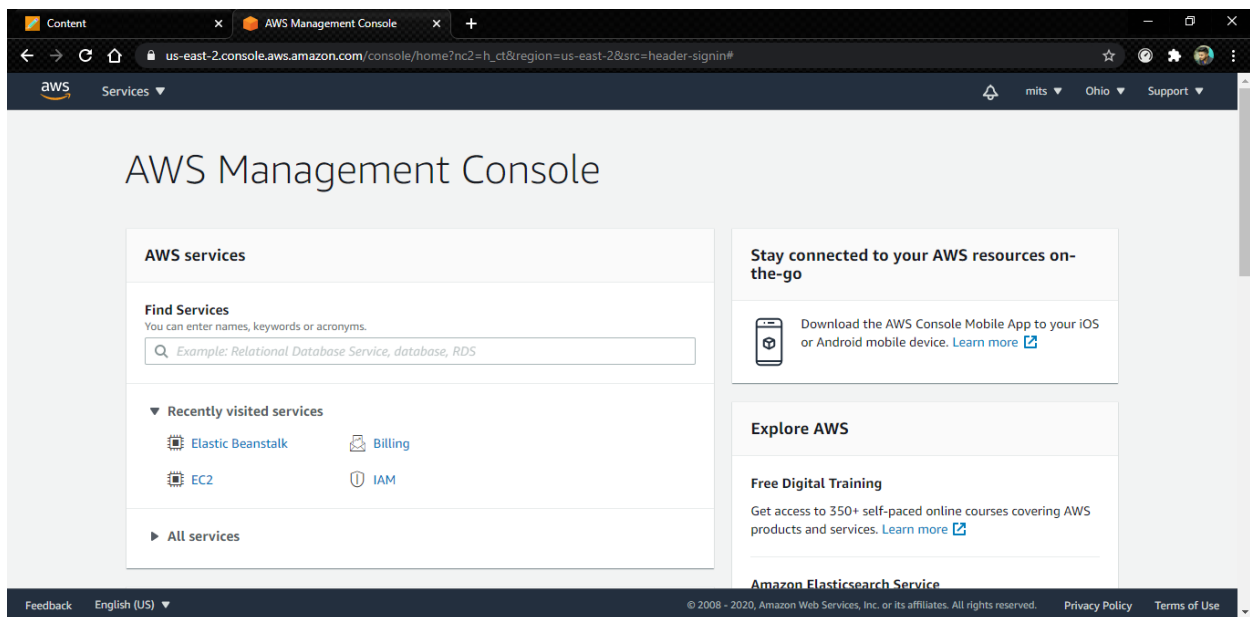 Content
AWS Management Console
us-east-2.console.aws.amazon.com/console/home?nc2=h_ct&region=us-east-2&src=header-signin#
aws
Services
mits
Ohio
Support
AWS Management Console
AWS services
Find Services
You can enter names, keywords or acronyms.
Example: Relational Database Service, database, RDS
Recently visited services
Elastic Beanstalk
Billing
EC2
IAM
All services
Stay connected to your AWS resources on-
the-go
Download the AWS Console Mobile App to your iOS
or Android mobile device. Learn more
Explore AWS
Free Digital Training
Get access to 350+ self-paced online courses covering AWS
products and services. Learn more
Amazon Elasticsearch Service
Feedback
English (US)
© 2008 - 2020, Amazon Web Services, Inc. or its affiliates. All rights reserved.
Privacy Policy
Terms of Use